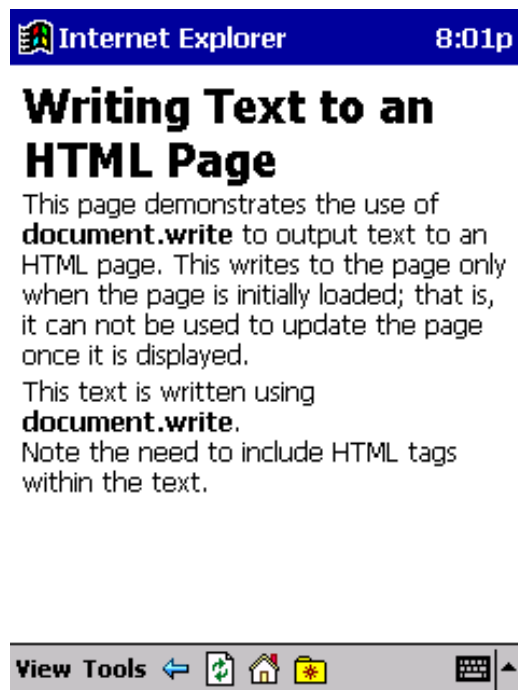 Internet Explorer 8:01p
Writing Text to an
HTML Page
This page demonstrates the use of
document.write to output text to an
HTML page. This writes to the page only
when the page is initially loaded; that is,
it can not be used to update the page
once it is displayed.
This text is written using
document.write.
Note the need to include HTML tags
within the text.
View Tools